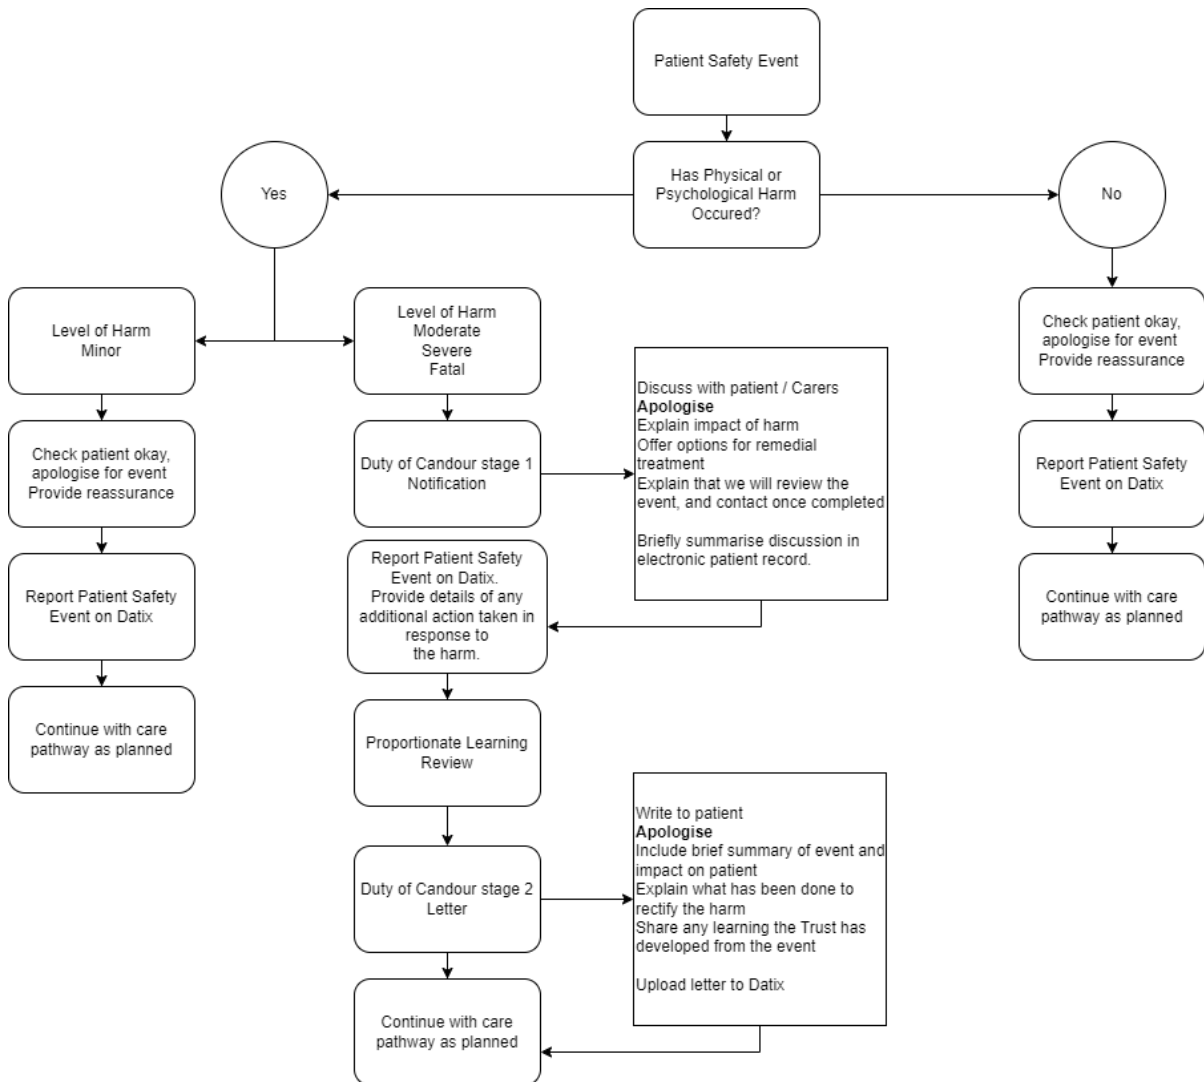 Patient Safety Event
Has Physical or
Psychological Harm
Occured?
Yes
No
Level of Harm
Minor
Check patient okay,
apologise for event
Provide reassurance
Report Patient Safety
Event on Datix
Continue with care
pathway as planned
Level of Harm
Moderate
Severe
Fatal
Duty of Candour stage 1
Notification
Discuss with patient / Carers
Apologise
Explain impact of harm
Offer options for remedial
treatment
Explain that we will review the
event, and contact once completed
Briefly summarise discussion in
electronic patient record.
Report Patient Safety
Event on Datix.
Provide details of any
additional action taken in
response to
the harm.
Proportionate Learning
Review
Duty of Candour stage 2
Letter
Write to patient
Apologise
Include brief summary of event and
impact on patient
Explain what has been done to
rectify the harm
Share any learning the Trust has
developed from the event
Upload letter to Datix
Continue with care
pathway as planned
Check patient okay,
apologise for event
Provide reassurance
Report Patient Safety
Event on Datix
Continue with care
pathway as planned